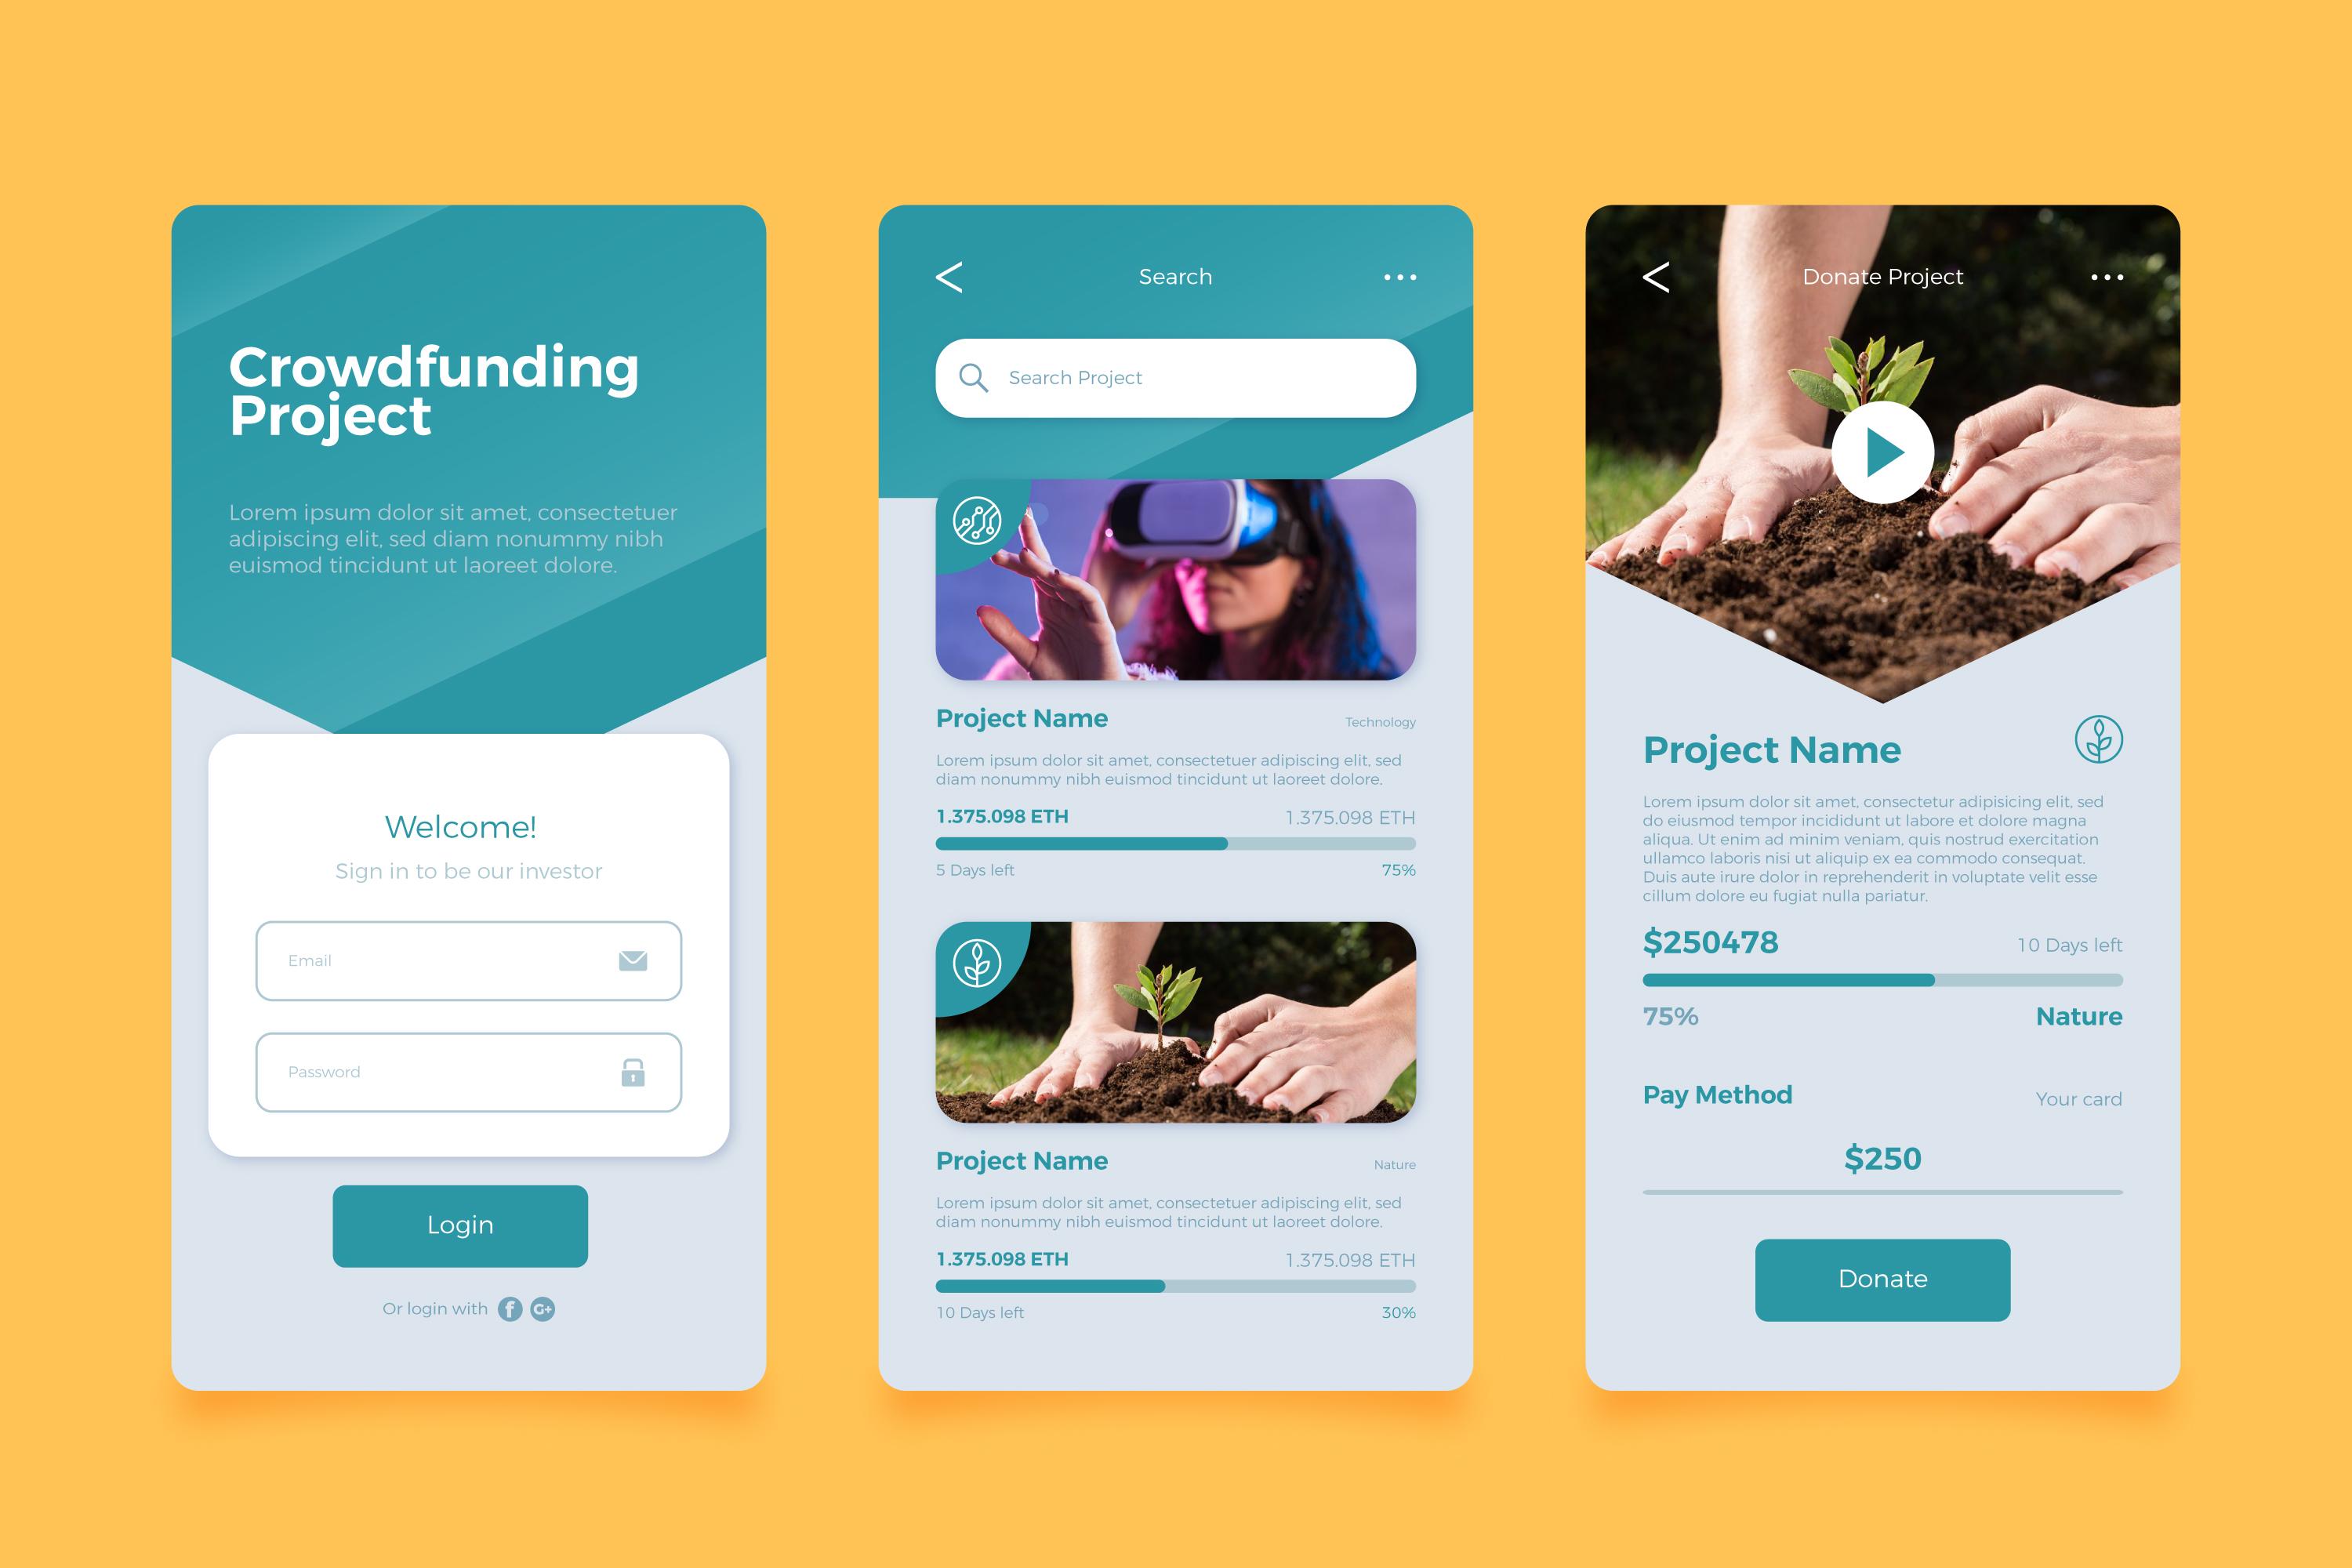 Crowdfunding
Project
Lorem ipsum dolor sit amet, consectetuer
adipiscing elit, sed diam nonummy nibh
euismod tincidunt ut laoreet dolore.
Welcome!
Sign in to be our investor
Email
Password
Login
Or login with f G+
Search
Search Project
Project Name
Technology
Lorem ipsum dolor sit amet, consectetuer adipiscing elit, sed
diam nonummy nibh euismod tincidunt ut laoreet dolore.
1.375.098 ETH 1.375.098 ETH
5 Days left 75%
Project Name
Nature
Lorem ipsum dolor sit amet, consectetuer adipiscing elit, sed
diam nonummy nibh euismod tincidunt ut laoreet dolore.
1.375.098 ETH 1.375.098 ETH
10 Days left 30%
Donate Project
Project Name
Lorem ipsum dolor sit amet, consectetur adipisicing elit, sed
do eiusmod tempor incididunt ut labore et dolore magna
aliqua. Ut enim ad minim veniam, quis nostrud exercitation
ullamco laboris nisi ut aliquip ex ea commodo consequat.
Duis aute irure dolor in reprehenderit in voluptate velit esse
cillum dolore eu fugiat nulla pariatur.
$250478 10 Days left
75% Nature
Pay Method Your card
$250
Donate